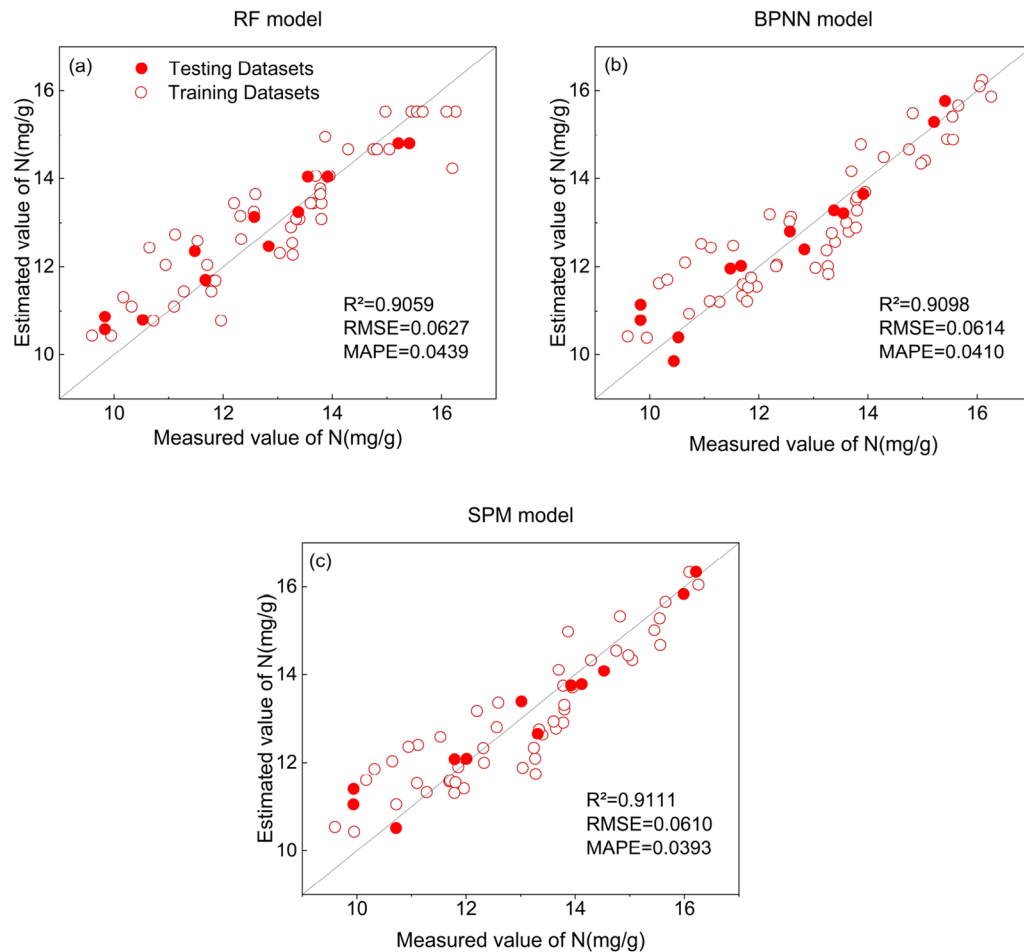 RF model
(a)
Testing Datasets
Training Datasets
Estimated value of N(mg/g)
16
14
12
10
R²=0.9059
RMSE=0.0627
MAPE=0.0439
10 12 14 16
Measured value of N(mg/g)
BPNN model
(b)
Estimated value of N(mg/g)
16
14
12
10
R²=0.9098
RMSE=0.0614
MAPE=0.0410
10 12 14 16
Measured value of N(mg/g)
SPM model
(c)
Estimated value of N(mg/g)
16
14
12
10
R²=0.9111
RMSE=0.0610
MAPE=0.0393
10 12 14 16
Measured value of N(mg/g)